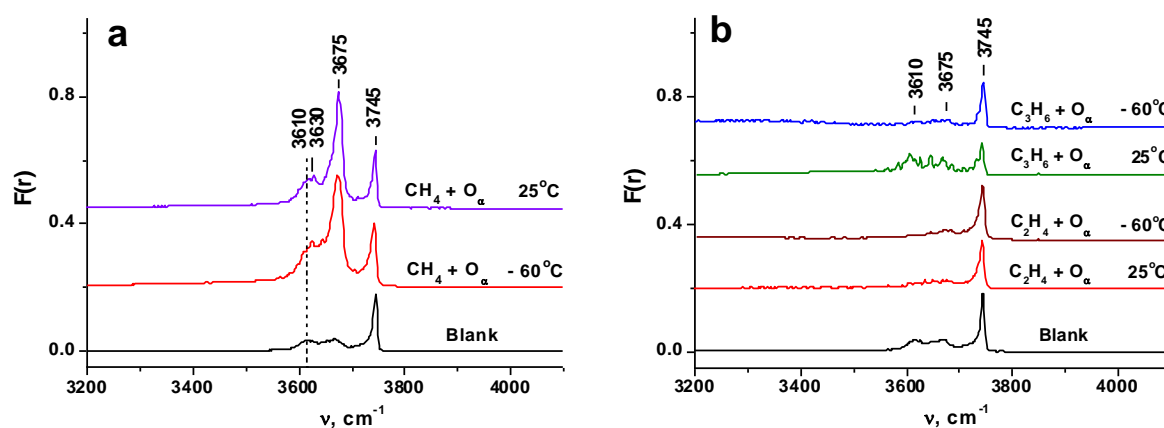 a
3610
3630
3675
3745
0.8
0.4
0.0
F(r)
CH₄ + Oα 25°C
CH₄ + Oα - 60°C
Blank
3200 3400 3600 3800 4000
ν, cm⁻¹
b
3610
3675
3745
0.8
0.4
0.0
F(r)
C₃H₆ + Oα - 60°C
C₃H₆ + Oα 25°C
C₂H₄ + Oα - 60°C
C₂H₄ + Oα 25°C
Blank
3200 3400 3600 3800 4000
ν, cm⁻¹